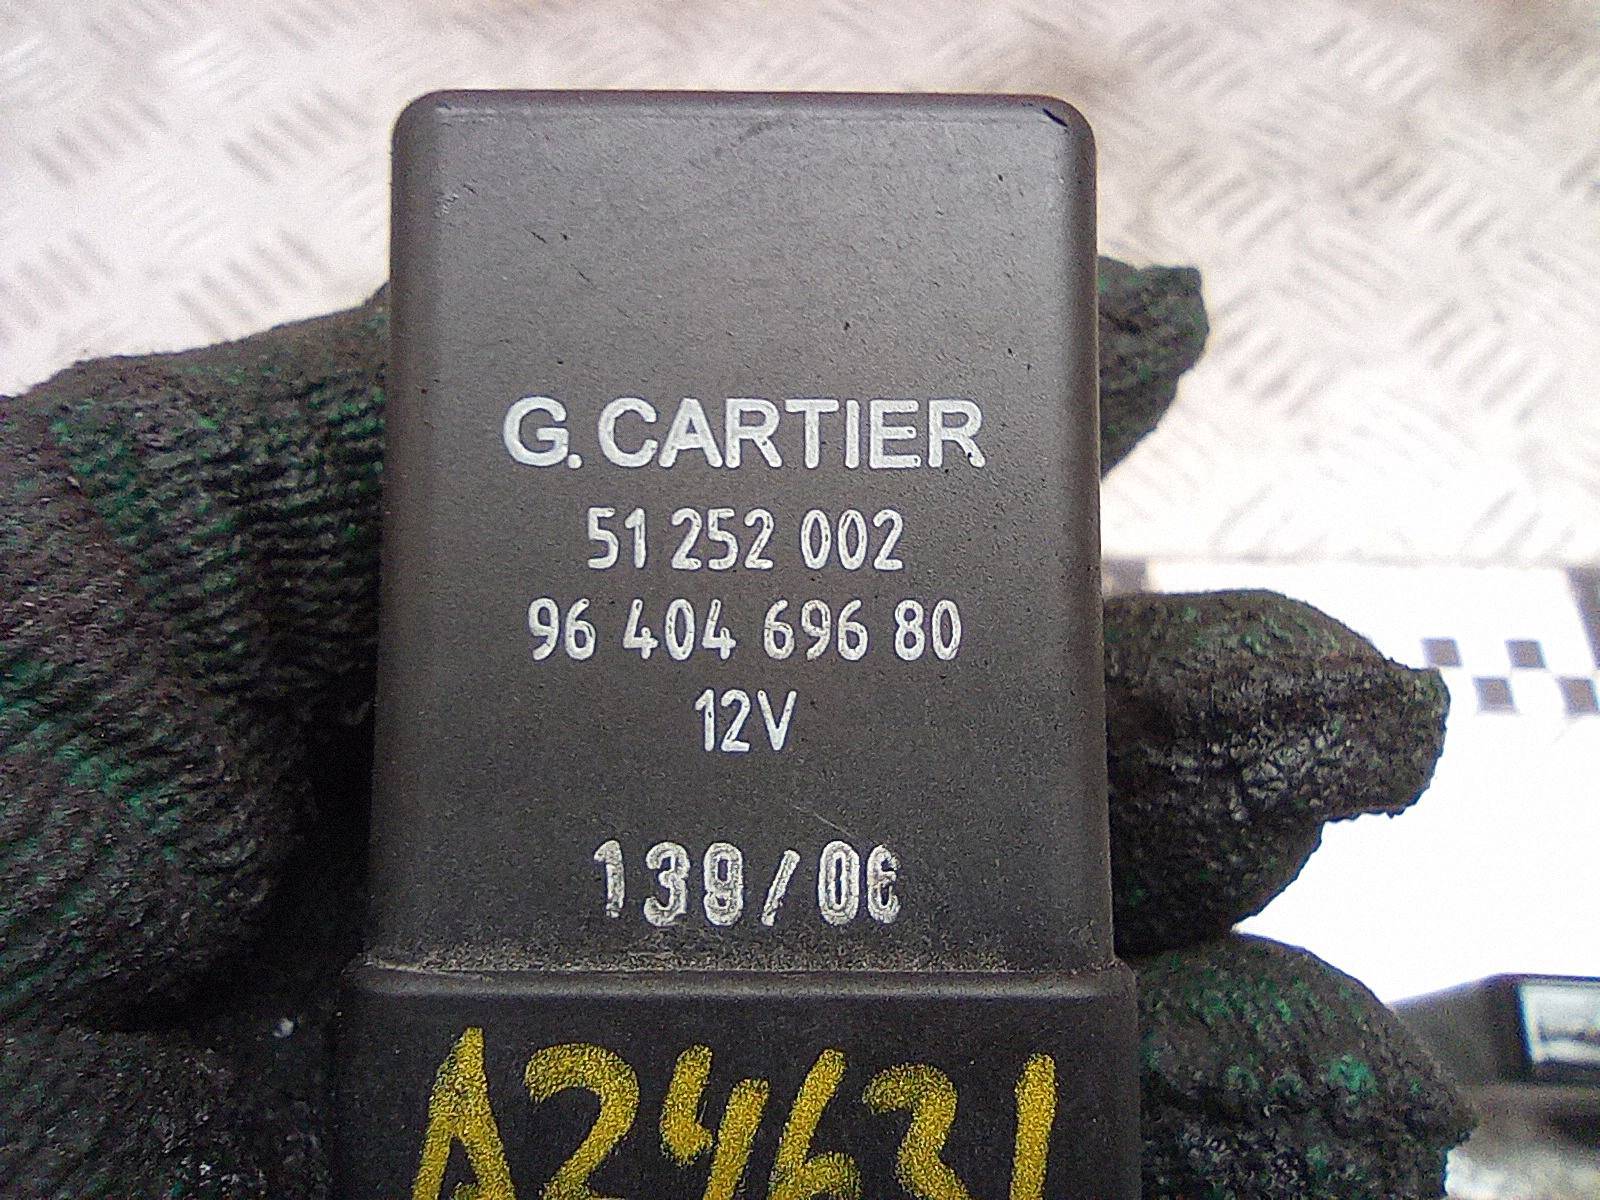 G. CARTIER
51 252 002
96 404 696 80
12V
139/06
A24631